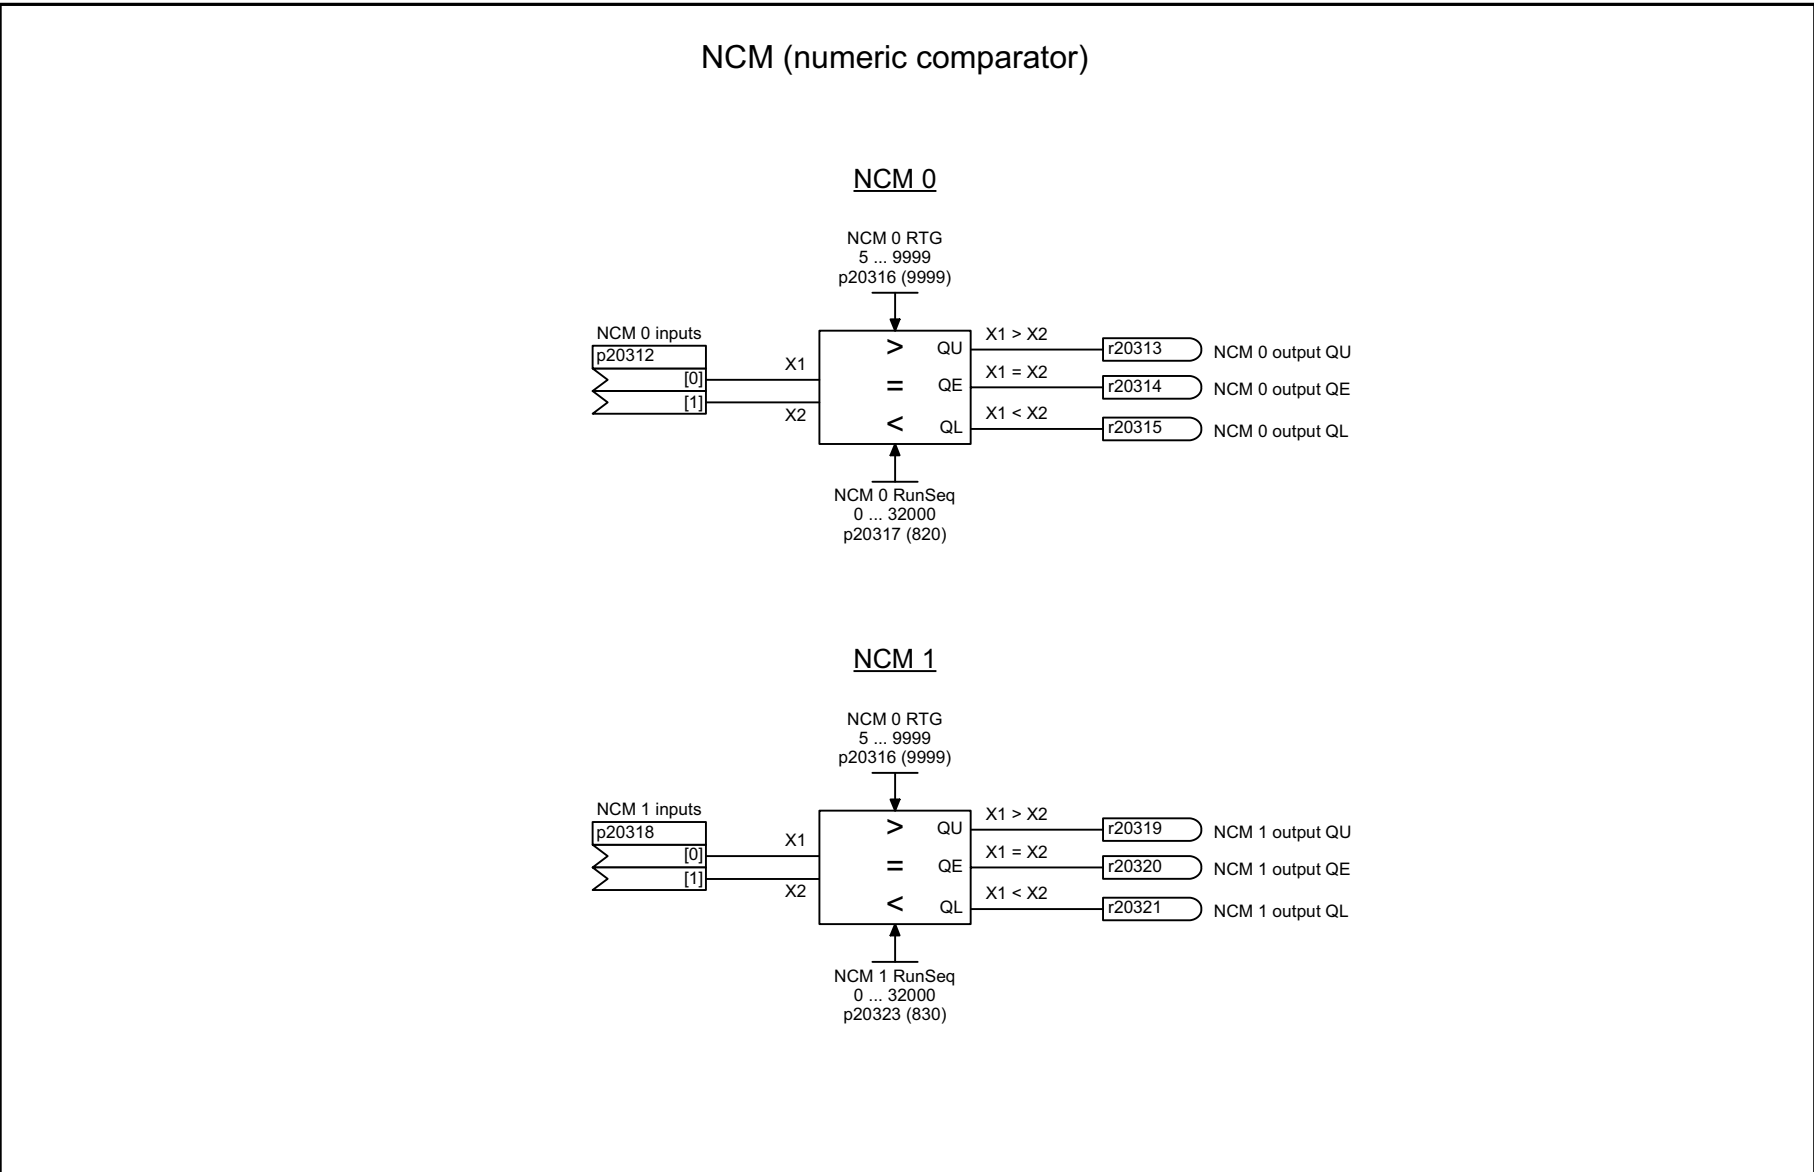 NCM (numeric comparator)
NCM 0
NCM 0 RTG
5 ... 9999
p20316 (9999)
NCM 0 inputs
p20312
[0]
[1]
X1
X2
>
=
<
QU
QE
QL
X1 > X2
X1 = X2
X1 < X2
r20313
r20314
r20315
NCM 0 output QU
NCM 0 output QE
NCM 0 output QL
NCM 0 RunSeq
0 ... 32000
p20317 (820)
NCM 1
NCM 0 RTG
5 ... 9999
p20316 (9999)
NCM 1 inputs
p20318
[0]
[1]
X1
X2
>
=
<
QU
QE
QL
X1 > X2
X1 = X2
X1 < X2
r20319
r20320
r20321
NCM 1 output QU
NCM 1 output QE
NCM 1 output QL
NCM 1 RunSeq
0 ... 32000
p20323 (830)